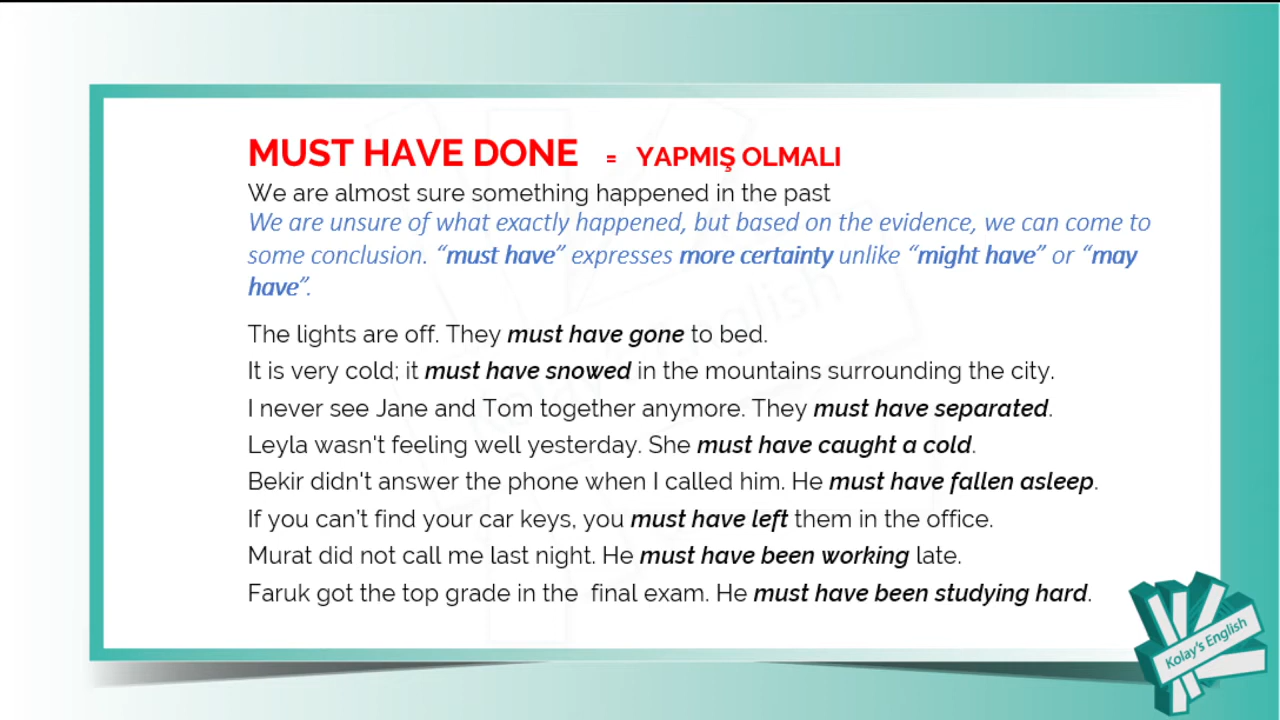 MUST HAVE DONE = YAPMIŞ OLMALI
We are almost sure something happened in the past
We are unsure of what exactly happened, but based on the evidence, we can come to
some conclusion. “must have” expresses more certainty unlike “might have” or “may
have”.
The lights are off. They must have gone to bed.
It is very cold; it must have snowed in the mountains surrounding the city.
I never see Jane and Tom together anymore. They must have separated.
Leyla wasn't feeling well yesterday. She must have caught a cold.
Bekir didn't answer the phone when I called him. He must have fallen asleep.
If you can’t find your car keys, you must have left them in the office.
Murat did not call me last night. He must have been working late.
Faruk got the top grade in the  final exam. He must have been studying hard.
Kolay's English